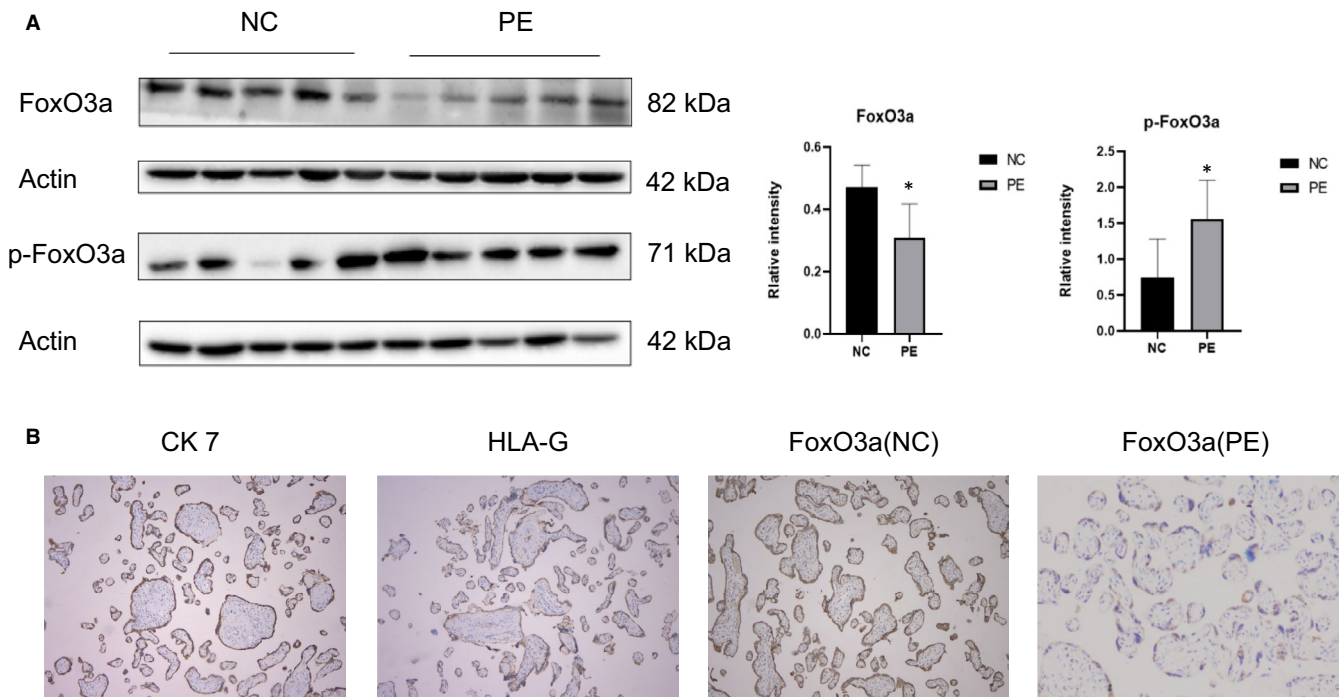 A
NC PE
FoxO3a 82 kDa
Actin 42 kDa
p-FoxO3a 71 kDa
Actin 42 kDa
FoxO3a
Rlative intensity
0.6
0.4
0.2
0.0
NC PE
*
NC
PE
p-FoxO3a
Rlative intensity
2.5
2.0
1.5
1.0
0.5
0.0
NC PE
*
NC
PE
B
CK 7 HLA-G FoxO3a(NC) FoxO3a(PE)